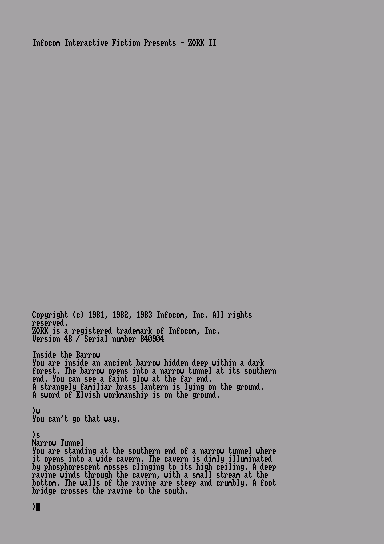 Infocom Interactive Fiction Presents - ZORK II
Copyright (c) 1981, 1982, 1983 Infocom, Inc. All rights
reserved.
ZORK is a registered trademark of Infocom, Inc.
Version 48 / Serial number 840904
Inside the Barrow
You are inside an ancient barrow hidden deep within a dark
forest. The barrow opens into a narrow tunnel at its southern
end. You can see a faint glow at the far end.
A strangely familiar brass lantern is lying on the ground.
A sword of Elvish workmanship is on the ground.
>w
You can't go that way.
>s
Narrow Tunnel
You are standing at the southern end of a narrow tunnel where
it opens into a wide cavern. The cavern is dimly illuminated
by phosphorescent mosses clinging to its high ceiling. A deep
ravine winds through the cavern, with a small stream at the
bottom. The walls of the ravine are steep and crumbly. A foot
bridge crosses the ravine to the south.
>